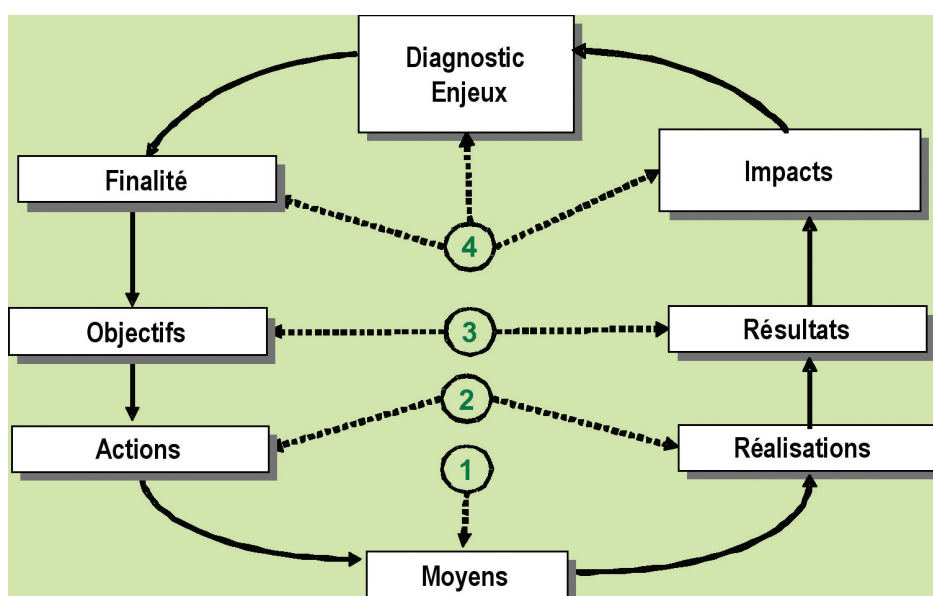 Diagnostic
Enjeux
Finalité
Impacts
4
Objectifs
3
Résultats
2
Actions
Réalisations
1
Moyens